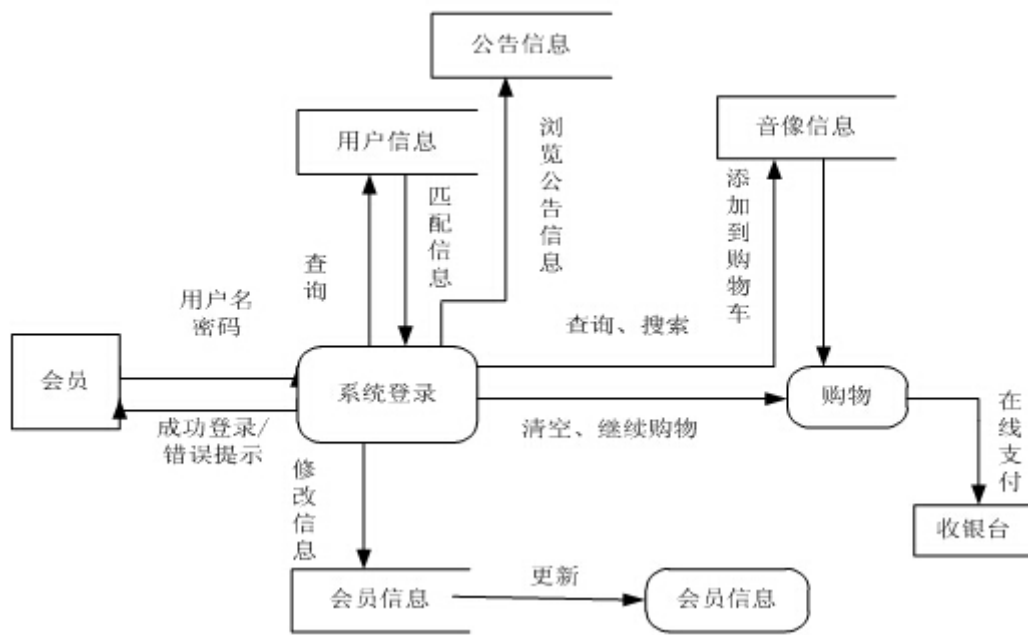 公告信息
音像信息
用户信息
浏览公告信息
添加到购物车
匹配信息
查询
用户名
密码
查询、搜索
会员
系统登录
购物
在线支付
成功登录/
错误提示
清空、继续购物
修改信息
收银台
会员信息
更新
会员信息